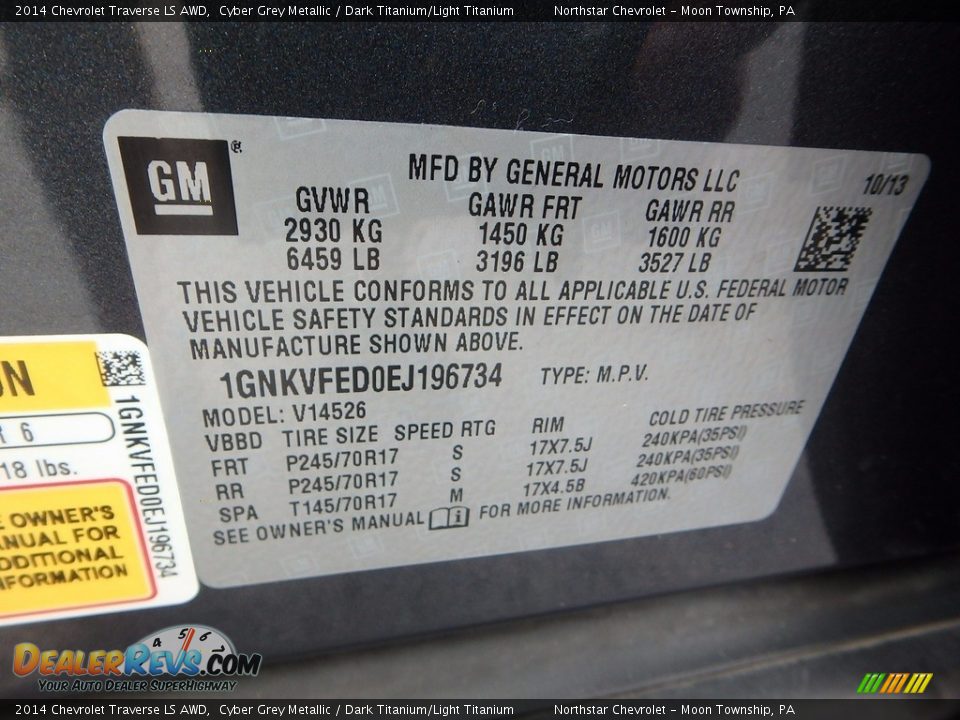 2014 Chevrolet Traverse LS AWD, Cyber Grey Metallic / Dark Titanium/Light Titanium Northstar Chevrolet - Moon Township, PA
GM
MFD BY GENERAL MOTORS LLC
10/13
GVWR GAWR FRT GAWR RR
2930 KG 1450 KG 1600 KG
6459 LB 3196 LB 3527 LB
THIS VEHICLE CONFORMS TO ALL APPLICABLE U.S. FEDERAL MOTOR
VEHICLE SAFETY STANDARDS IN EFFECT ON THE DATE OF
MANUFACTURE SHOWN ABOVE.
1GNKVFED0EJ196734 TYPE: M.P.V.
MODEL: V14526
VBBD TIRE SIZE SPEED RTG RIM COLD TIRE PRESSURE
FRT P245/70R17 S 17X7.5J 240KPA(35PSI)
RR P245/70R17 S 17X7.5J 240KPA(35PSI)
SPA T145/70R17 M 17X4.5B 420KPA(60PSI)
SEE OWNER'S MANUAL FOR MORE INFORMATION.
6
18 lbs.
OWNER'S
FOR
1GNKVFED0EJ196734
4 5 6
DEALERREVS.COM
YOUR AUTO DEALER SUPERHIGHWAY
2014 Chevrolet Traverse LS AWD, Cyber Grey Metallic / Dark Titanium/Light Titanium Northstar Chevrolet - Moon Township, PA